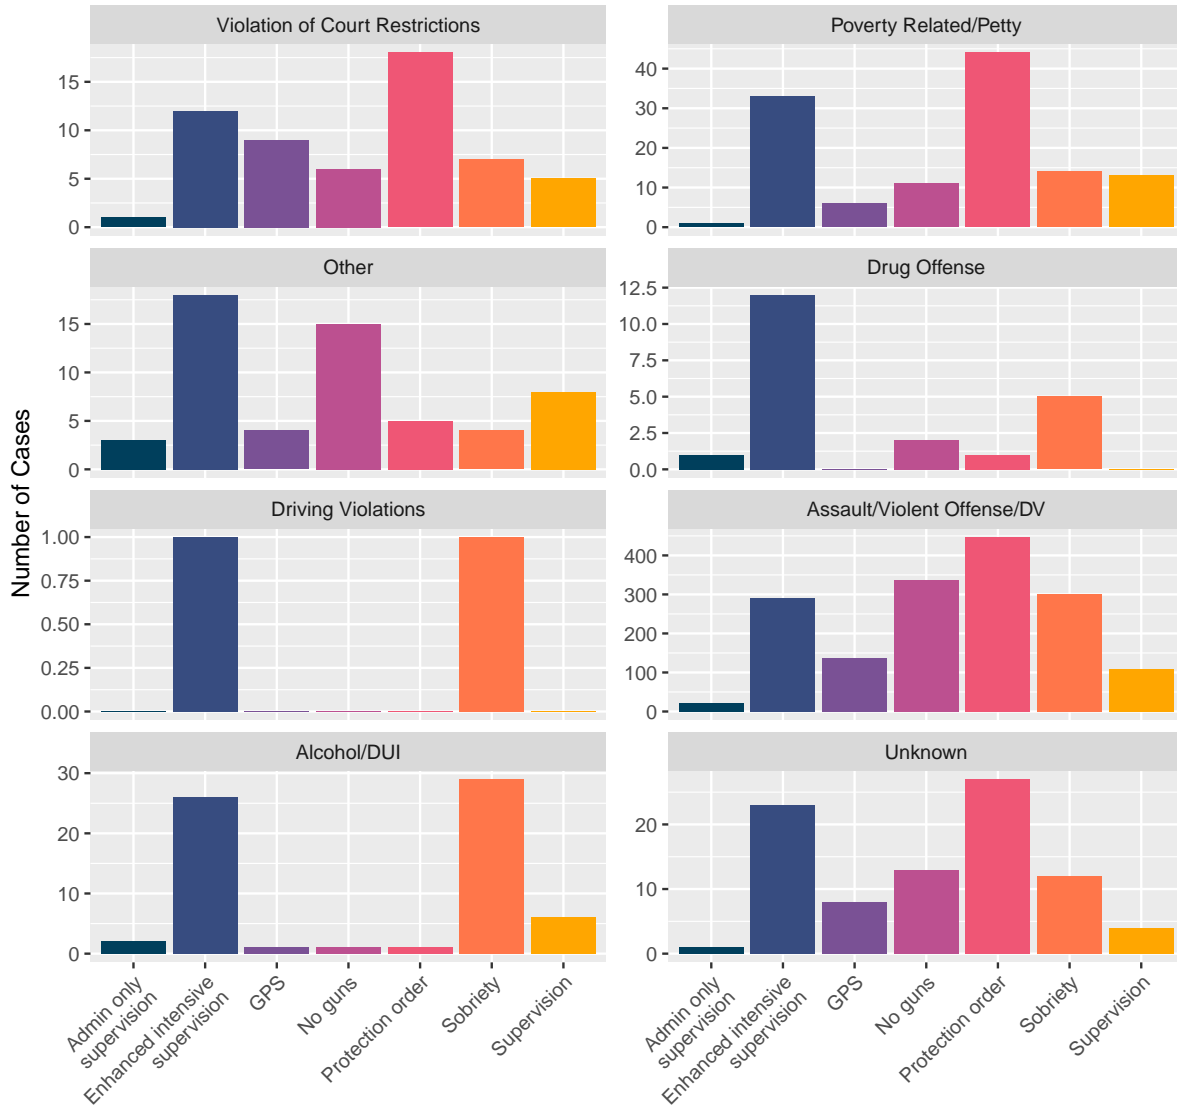 Number of Cases
Violation of Court Restrictions
15
10
5
0
Poverty Related/Petty
40
30
20
10
0
Other
15
10
5
0
Drug Offense
12.5
10.0
7.5
5.0
2.5
0.0
Driving Violations
1.00
0.75
0.50
0.25
0.00
Assault/Violent Offense/DV
400
300
200
100
0
Alcohol/DUI
30
20
10
0
Unknown
20
10
0
Admin only
supervision
Enhanced intensive
supervision
GPS
No guns
Protection order
Sobriety
Supervision
Admin only
supervision
Enhanced intensive
supervision
GPS
No guns
Protection order
Sobriety
Supervision